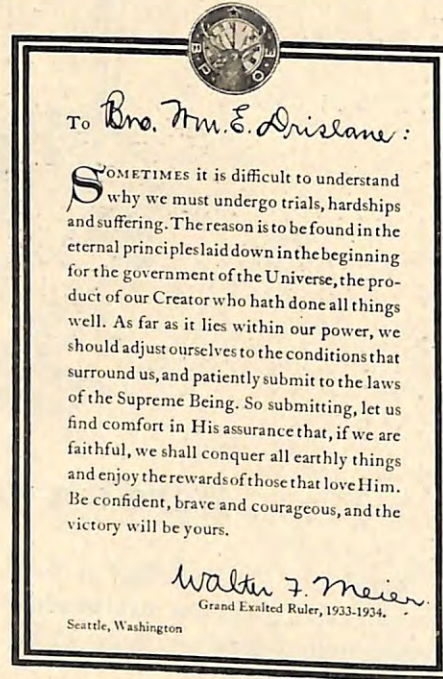 B P O E
To Bro. Wm. E. Drislane:
SOMETIMES it is difficult to understand
why we must undergo trials, hardships
and suffering. The reason is to be found in the
eternal principles laid down in the beginning
for the government of the Universe, the pro-
duct of our Creator who hath done all things
well. As far as it lies within our power, we
should adjust ourselves to the conditions that
surround us, and patiently submit to the laws
of the Supreme Being. So submitting, let us
find comfort in His assurance that, if we are
faithful, we shall conquer all earthly things
and enjoy the rewards of those that love Him.
Be confident, brave and courageous, and the
victory will be yours.
Walter F. Meier.
Grand Exalted Ruler, 1933-1934.
Seattle, Washington